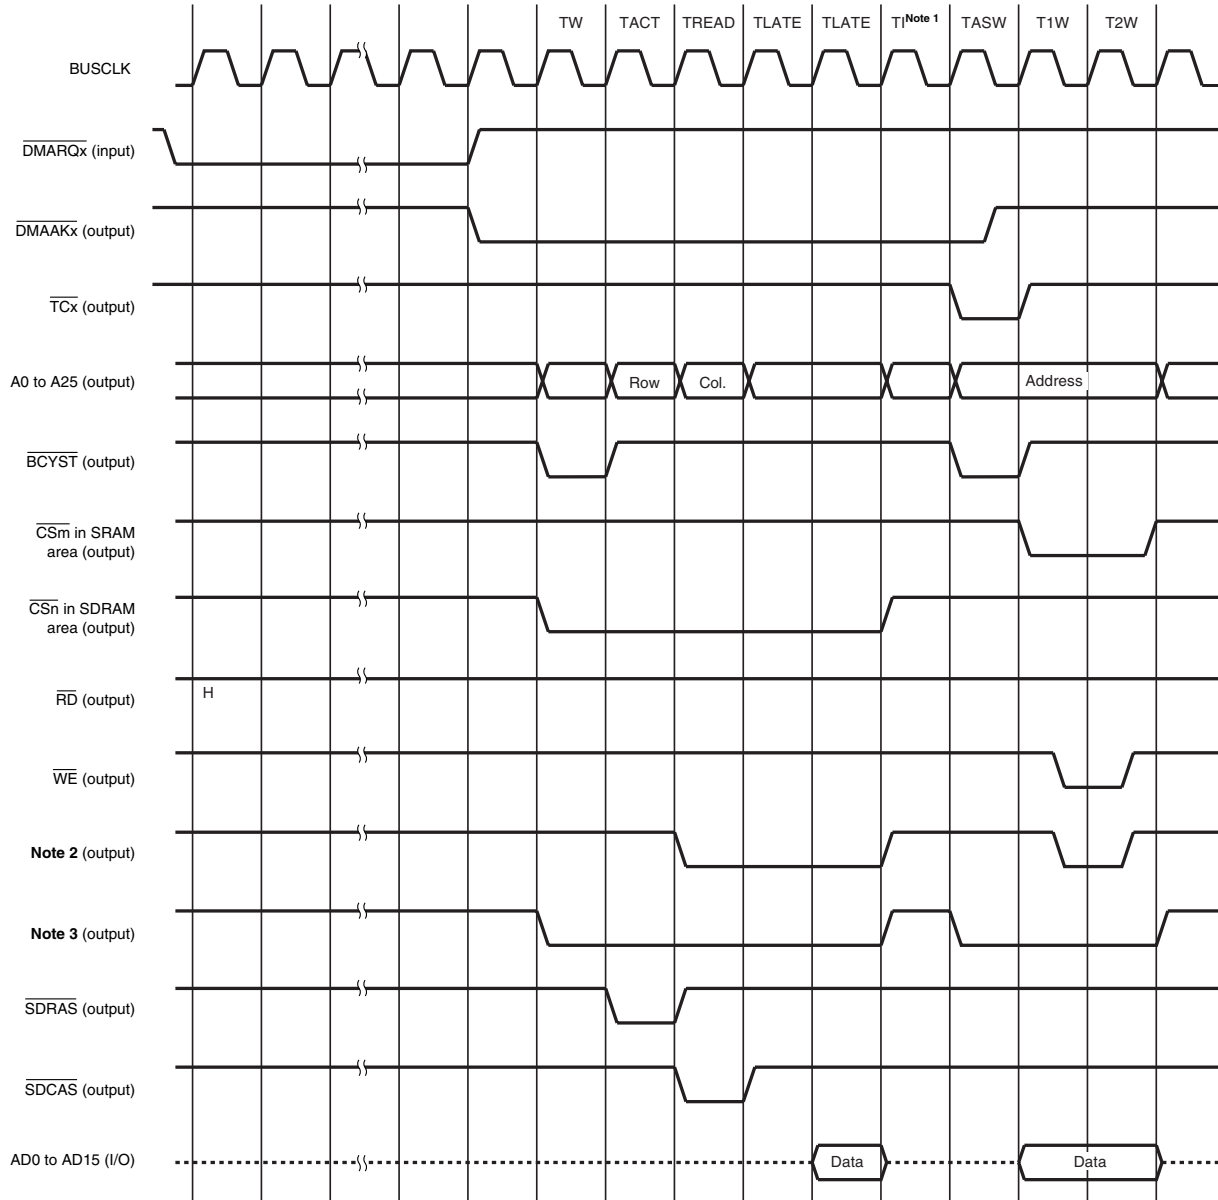 TW TACT TREAD TLATE TLATE TINote 1 TASW T1W T2W
BUSCLK
DMARQx (input)
DMAAKx (output)
TCx (output)
A0 to A25 (output) Row Col. Address
BCYST (output)
CSm in SRAM
area (output)
CSn in SDRAM
area (output)
RD (output) H
WE (output)
Note 2 (output)
Note 3 (output)
SDRAS (output)
SDCAS (output)
AD0 to AD15 (I/O) Data Data